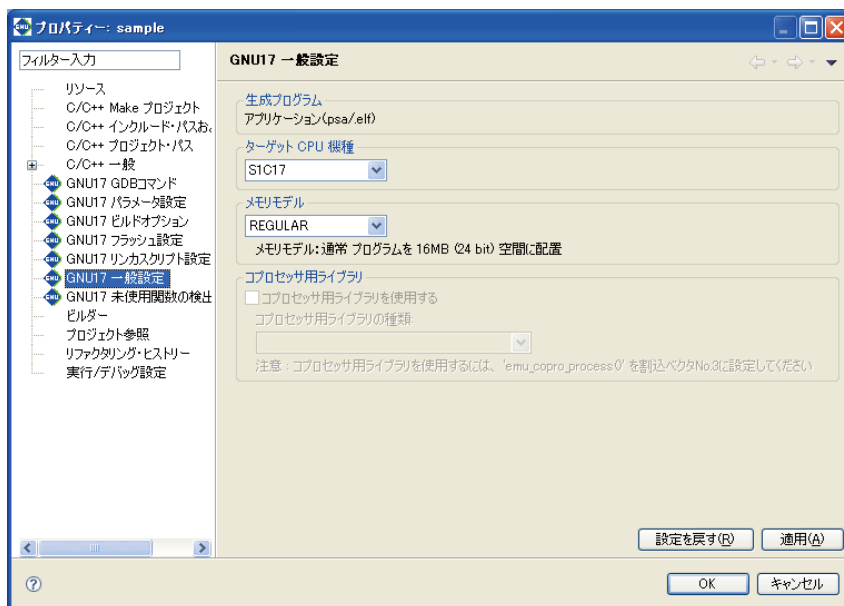 プロパティー: sample
フィルター入力
リソース
C/C++ Make プロジェクト
C/C++ インクルード・パスお
C/C++ プロジェクト・パス
C/C++ 一般
GNU17 GDBコマンド
GNU17 パラメータ設定
GNU17 ビルドオプション
GNU17 フラッシュ設定
GNU17 リンカスクリプト設定
GNU17 一般設定
GNU17 未使用関数の検出
ビルダー
プロジェクト参照
リファクタリング・ヒストリー
実行/デバッグ設定
GNU17 一般設定
生成プログラム
アプリケーション(psa/.elf)
ターゲット CPU 機種
S1C17
メモリモデル
REGULAR
メモリモデル:通常 プログラムを 16MB (24 bit) 空間に配置
コプロセッサ用ライブラリ
コプロセッサ用ライブラリを使用する
コプロセッサ用ライブラリの種類:
注意 : コプロセッサ用ライブラリを使用するには、'emu_copro_process()' を割込ベクタNo.3に設定してください
設定を戻す(R)
適用(A)
OK
キャンセル